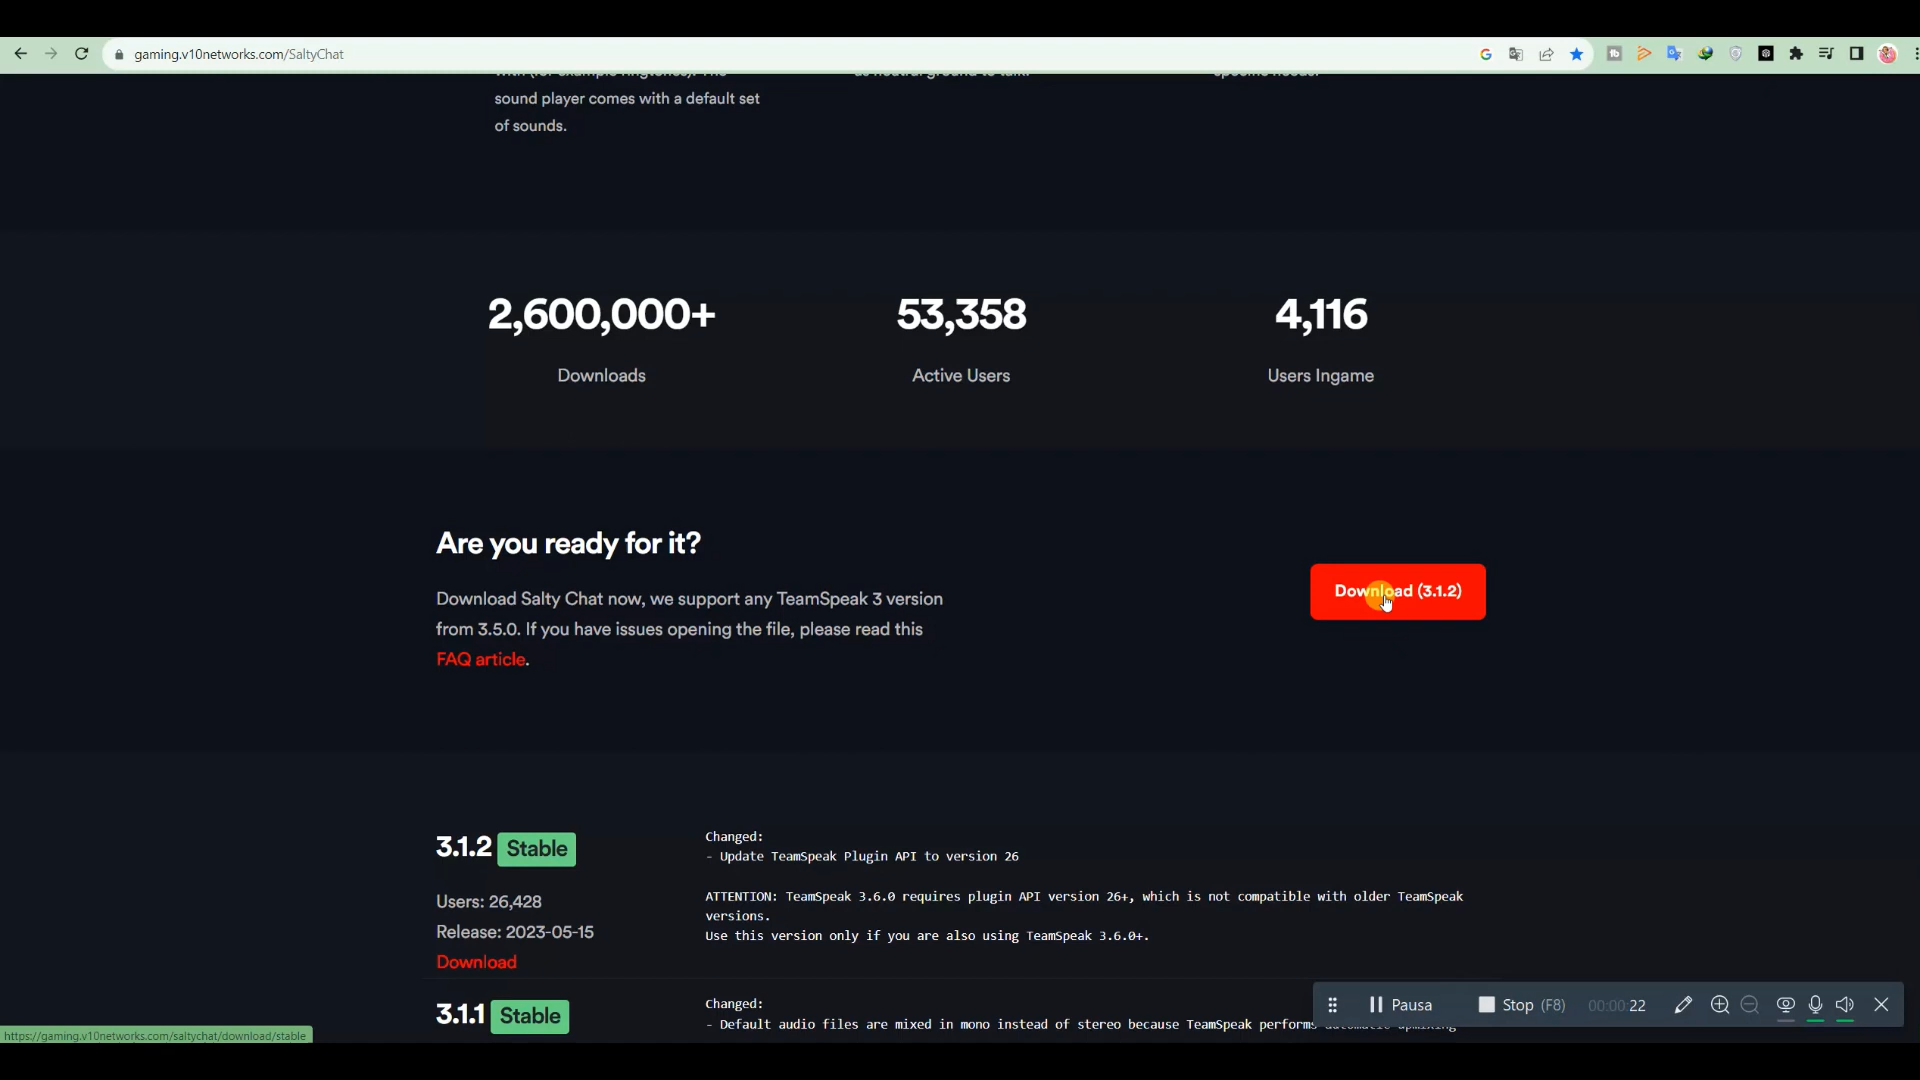 gaming.v10networks.com/SaltyChat
sound player comes with a default set
of sounds.
2,600,000+
Downloads
53,358
Active Users
4,116
Users Ingame
Are you ready for it?
Download Salty Chat now, we support any TeamSpeak 3 version
from 3.5.0. If you have issues opening the file, please read this
FAQ article.
Download (3.1.2)
3.1.2 Stable
Users: 26,428
Release: 2023-05-15
Download
Changed:
- Update TeamSpeak Plugin API to version 26
ATTENTION: TeamSpeak 3.6.0 requires plugin API version 26+, which is not compatible with older TeamSpeak
versions.
Use this version only if you are also using TeamSpeak 3.6.0+.
3.1.1 Stable
Changed:
- Default audio files are mixed in mono instead of stereo because TeamSpeak performs
Pausa
Stop (F8)
00:00:22
https://gaming.v10networks.com/saltychat/download/stable